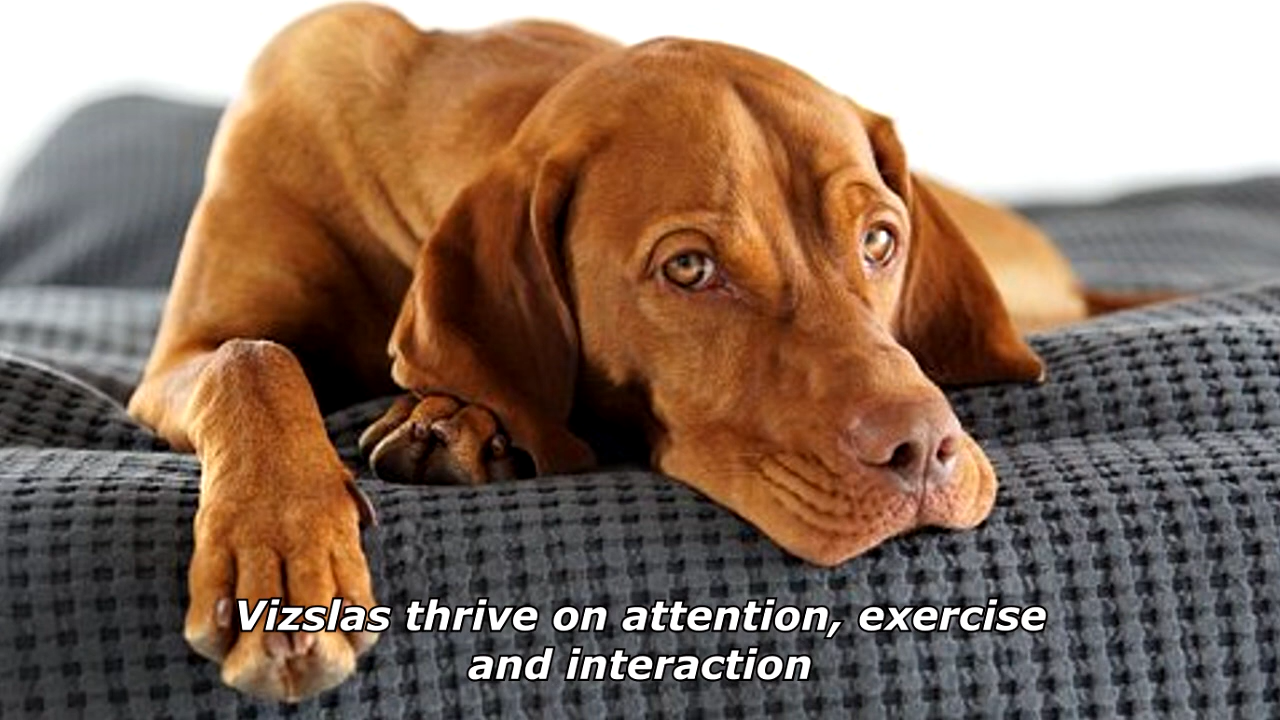 Vizslas thrive on attention, exercise
and interaction